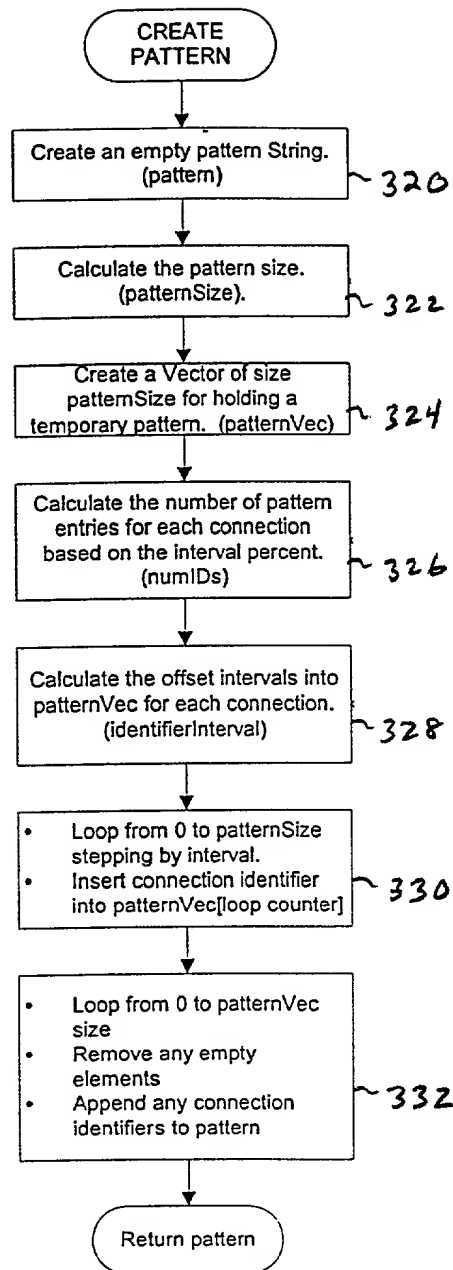 CREATE
PATTERN
Create an empty pattern String.
(pattern)
320
Calculate the pattern size.
(patternSize).
322
Create a Vector of size
patternSize for holding a
temporary pattern. (patternVec)
324
Calculate the number of pattern
entries for each connection
based on the interval percent.
(numIDs)
326
Calculate the offset intervals into
patternVec for each connection.
(identifierInterval)
328
• Loop from 0 to patternSize
stepping by interval.
• Insert connection identifier
into patternVec[loop counter]
330
• Loop from 0 to patternVec
size
• Remove any empty
elements
• Append any connection
identifiers to pattern
332
Return pattern